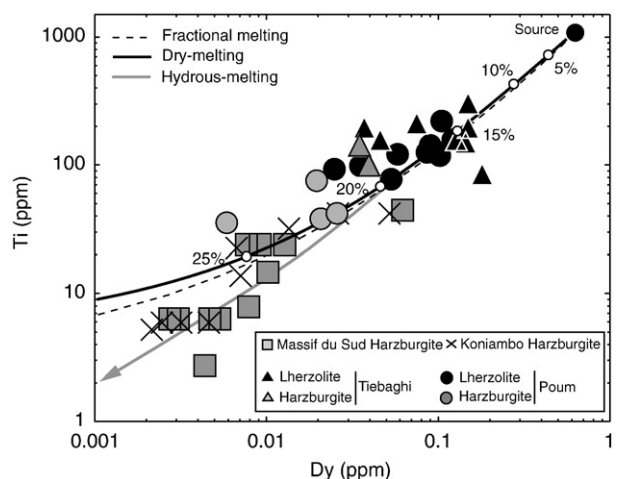 1000
100
10
1
Ti (ppm)
Fractional melting
Dry-melting
Hydrous-melting
Source
10%
5%
15%
20%
25%
Massif du Sud Harzburgite
Koniambo Harzburgite
Lherzolite
Harzburgite
Tiebaghi
Lherzolite
Harzburgite
Poum
0.001
0.01
0.1
1
Dy (ppm)